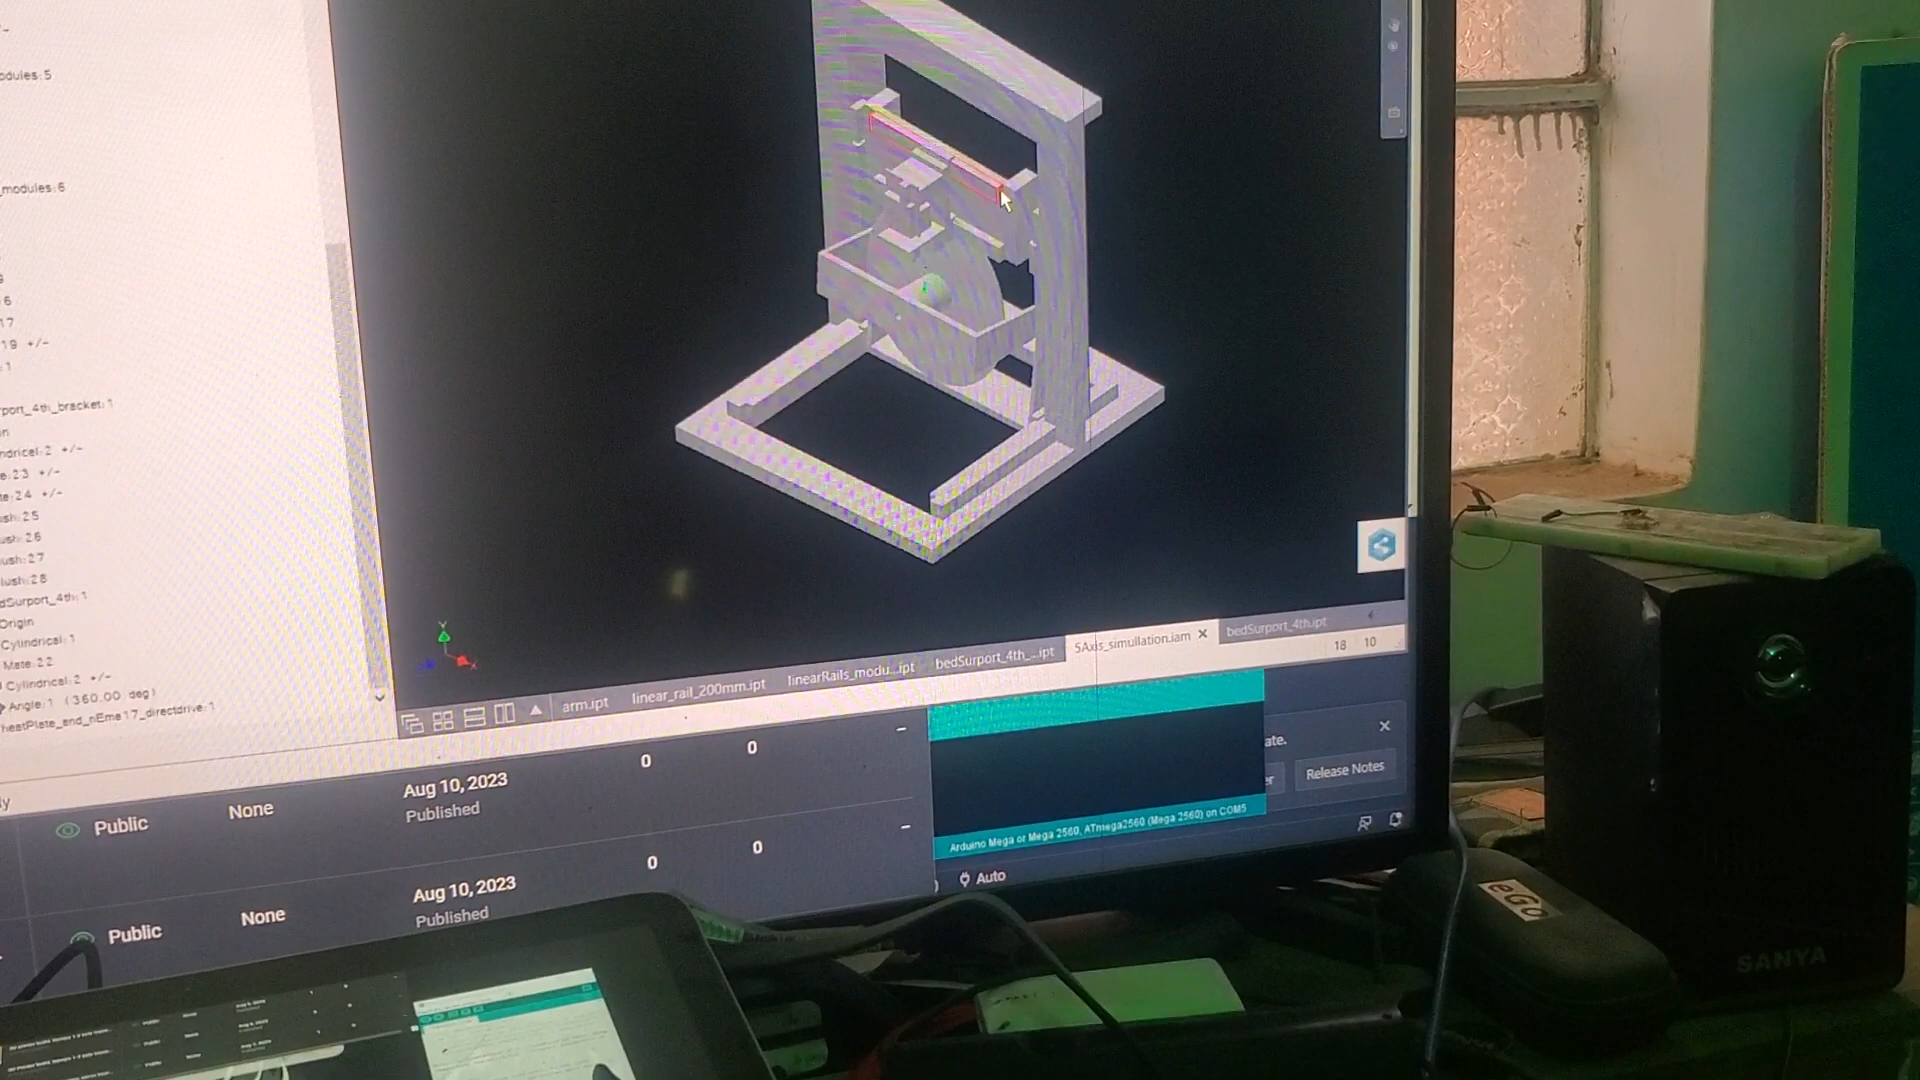 odules:5
_modules:6
6
17
19 +/-
:1
port_4th_bracket:1
ndrical:2 +/-
e:23 +/-
te:24 +/-
ush:25
ush:26
lush:27
lush:28
dSurport_4th:1
Origin
Cylindrical:1
Mate:22
Cylindrical:2 +/-
Angle:1 (360.00 deg)
heatPlate_end_nEma17_directdrive:1
Y
X
arm.ipt
linear_rail_200mm.ipt
linearRails_modu...ipt
bedSurport_4th_...ipt
5Axis_simullation.iam
bedSurport_4th.ipt
18 10
Public
None
Aug 10, 2023
Published
0
0
Public
None
Aug 10, 2023
Published
0
0
ate.
er
Release Notes
Arduino Mega or Mega 2560, ATmega2560 (Mega 2560) on COM5
Auto
eGo
SANYA